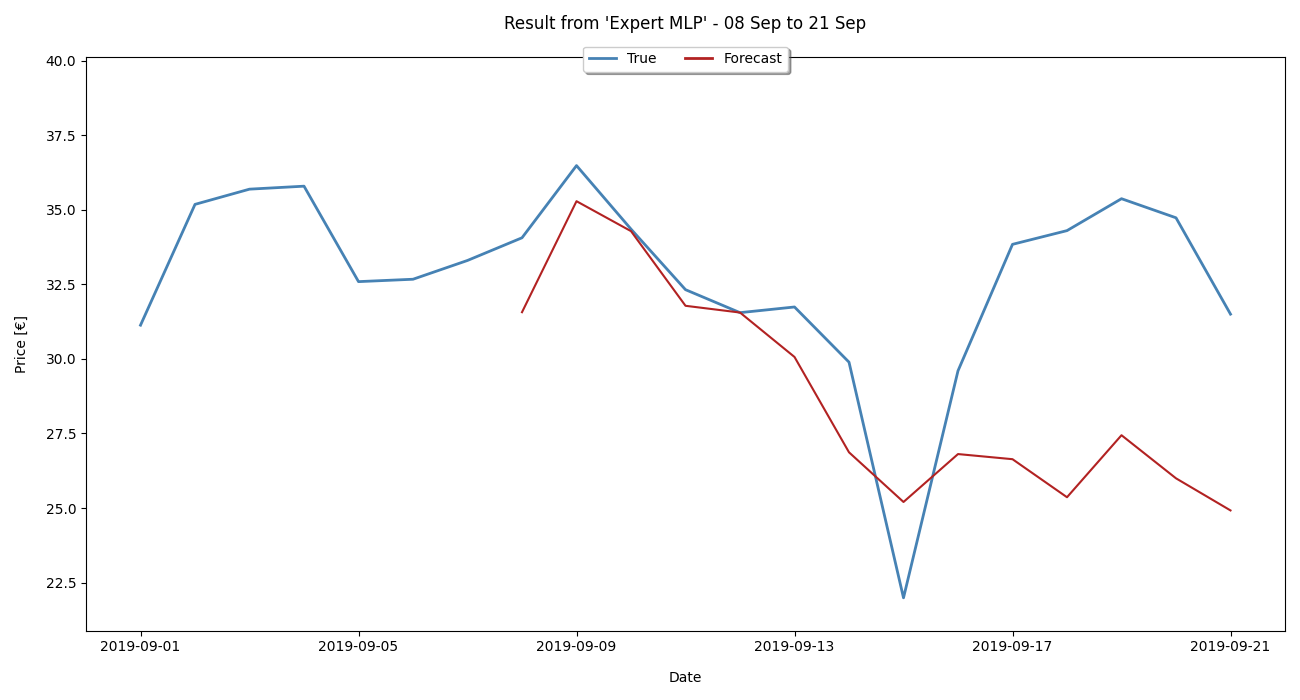 Result from 'Expert MLP' - 08 Sep to 21 Sep
True Forecast
40.0
37.5
35.0
32.5
30.0
27.5
25.0
22.5
Price [€]
2019-09-01 2019-09-05 2019-09-09 2019-09-13 2019-09-17 2019-09-21
Date